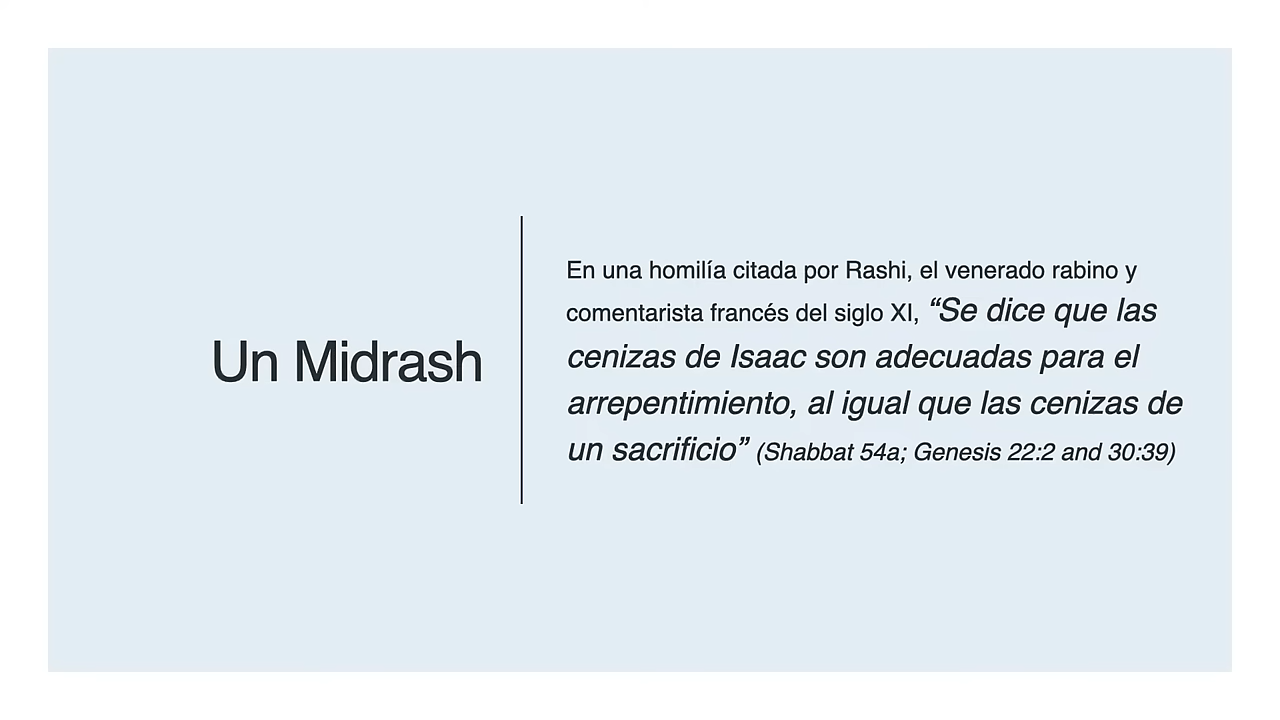 Un Midrash
En una homilía citada por Rashi, el venerado rabino y
comentarista francés del siglo XI, “Se dice que las
cenizas de Isaac son adecuadas para el
arrepentimiento, al igual que las cenizas de
un sacrificio” (Shabbat 54a; Genesis 22:2 and 30:39)